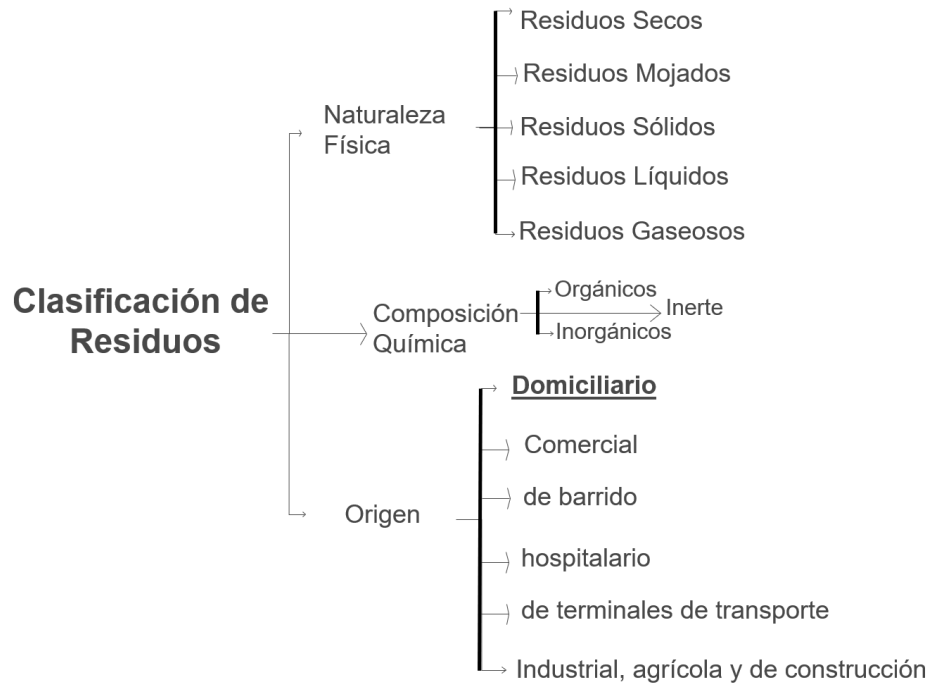 Clasificación de
Residuos
Naturaleza
Física
Residuos Secos
Residuos Mojados
Residuos Sólidos
Residuos Líquidos
Residuos Gaseosos
Composición
Química
Orgánicos
Inerte
Inorgánicos
Origen
Domiciliario
Comercial
de barrido
hospitalario
de terminales de transporte
Industrial, agrícola y de construcción